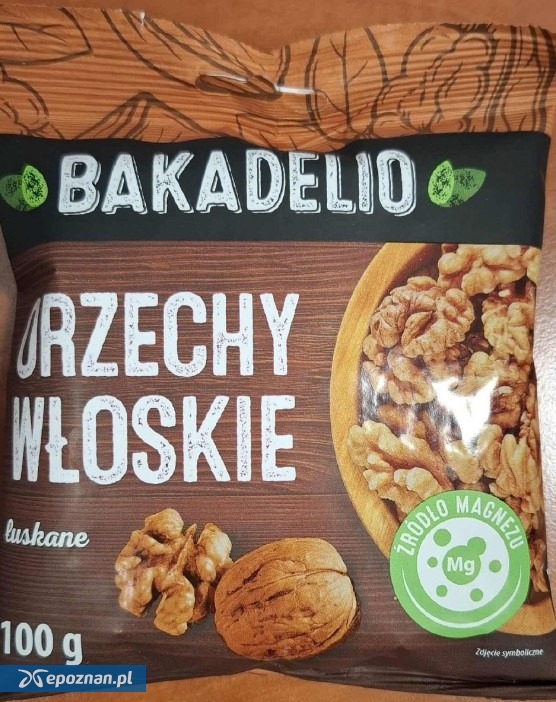 BAKADELIO
ORZECHY
WŁOSKIE
łuskane
ŹRÓDŁO MAGNEZU
Mg
100 g
Zdjęcie symboliczne
epoznan.pl